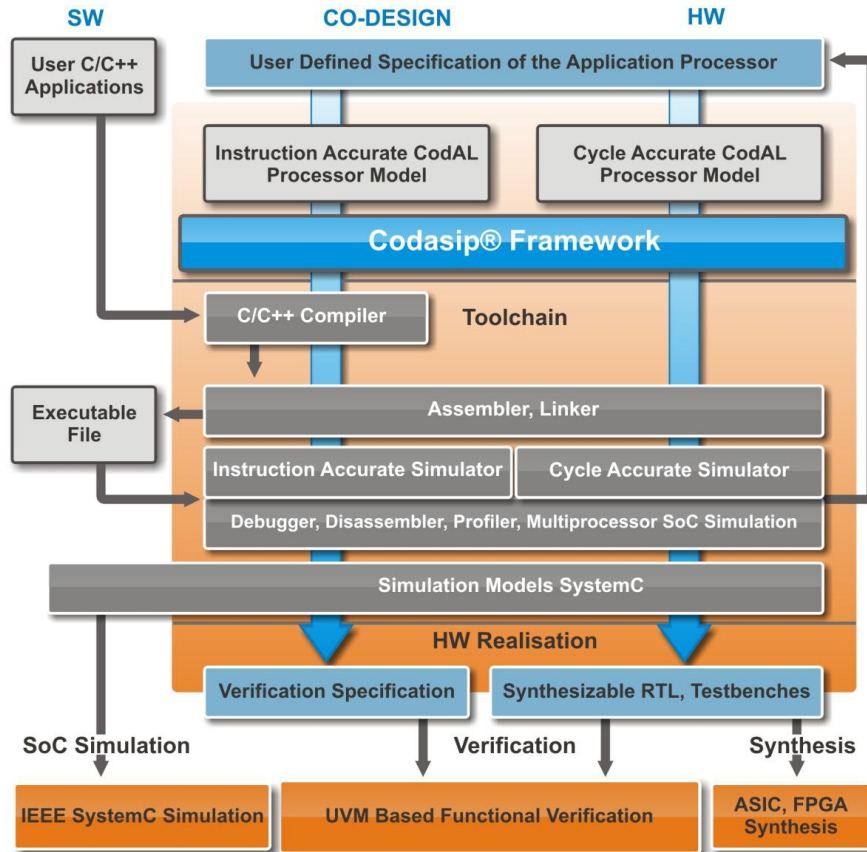 SW
CO-DESIGN
HW
User C/C++
Applications
User Defined Specification of the Application Processor
Instruction Accurate CodAL
Processor Model
Cycle Accurate CodAL
Processor Model
Codasip® Framework
C/C++ Compiler
Toolchain
Executable
File
Assembler, Linker
Instruction Accurate Simulator
Cycle Accurate Simulator
Debugger, Disassembler, Profiler, Multiprocessor SoC Simulation
Simulation Models SystemC
HW Realisation
Verification Specification
Synthesizable RTL, Testbenches
SoC Simulation
Verification
Synthesis
IEEE SystemC Simulation
UVM Based Functional Verification
ASIC, FPGA
Synthesis